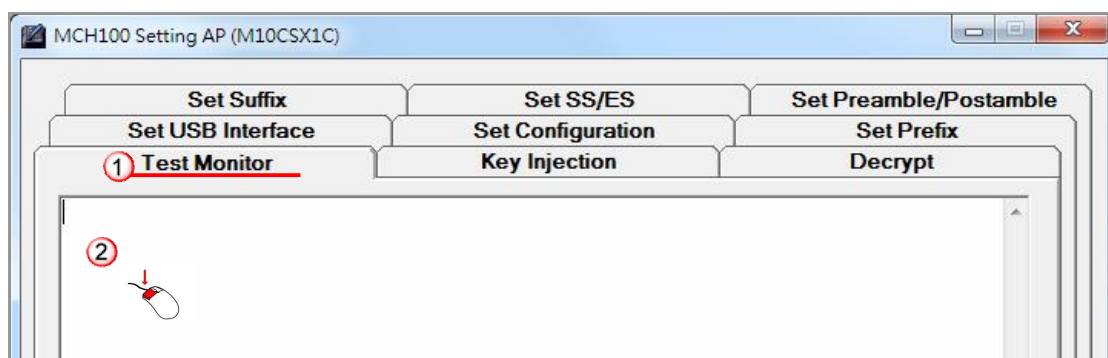 MCH100 Setting AP (M10CSX1C)
Set Suffix Set SS/ES Set Preamble/Postamble
Set USB Interface Set Configuration Set Prefix
1 Test Monitor Key Injection Decrypt
2